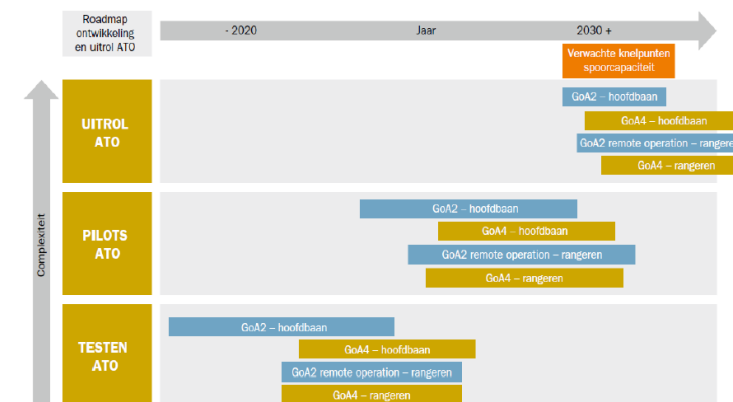 Roadmap
ontwikkeling
en uitrol ATO
- 2020
Jaar
2030 +
Verwachte knelpunten
spoorcapaciteit
Complexiteit
UITROL
ATO
GoA2 – hoofdbaan
GoA4 – hoofdbaan
GoA2 remote operation – rangere
GoA4 – rangeren
PILOTS
ATO
GoA2 – hoofdbaan
GoA4 – hoofdbaan
GoA2 remote operation – rangeren
GoA4 – rangeren
TESTEN
ATO
GoA2 – hoofdbaan
GoA4 – hoofdbaan
GoA2 remote operation – rangeren
GoA4 – rangeren